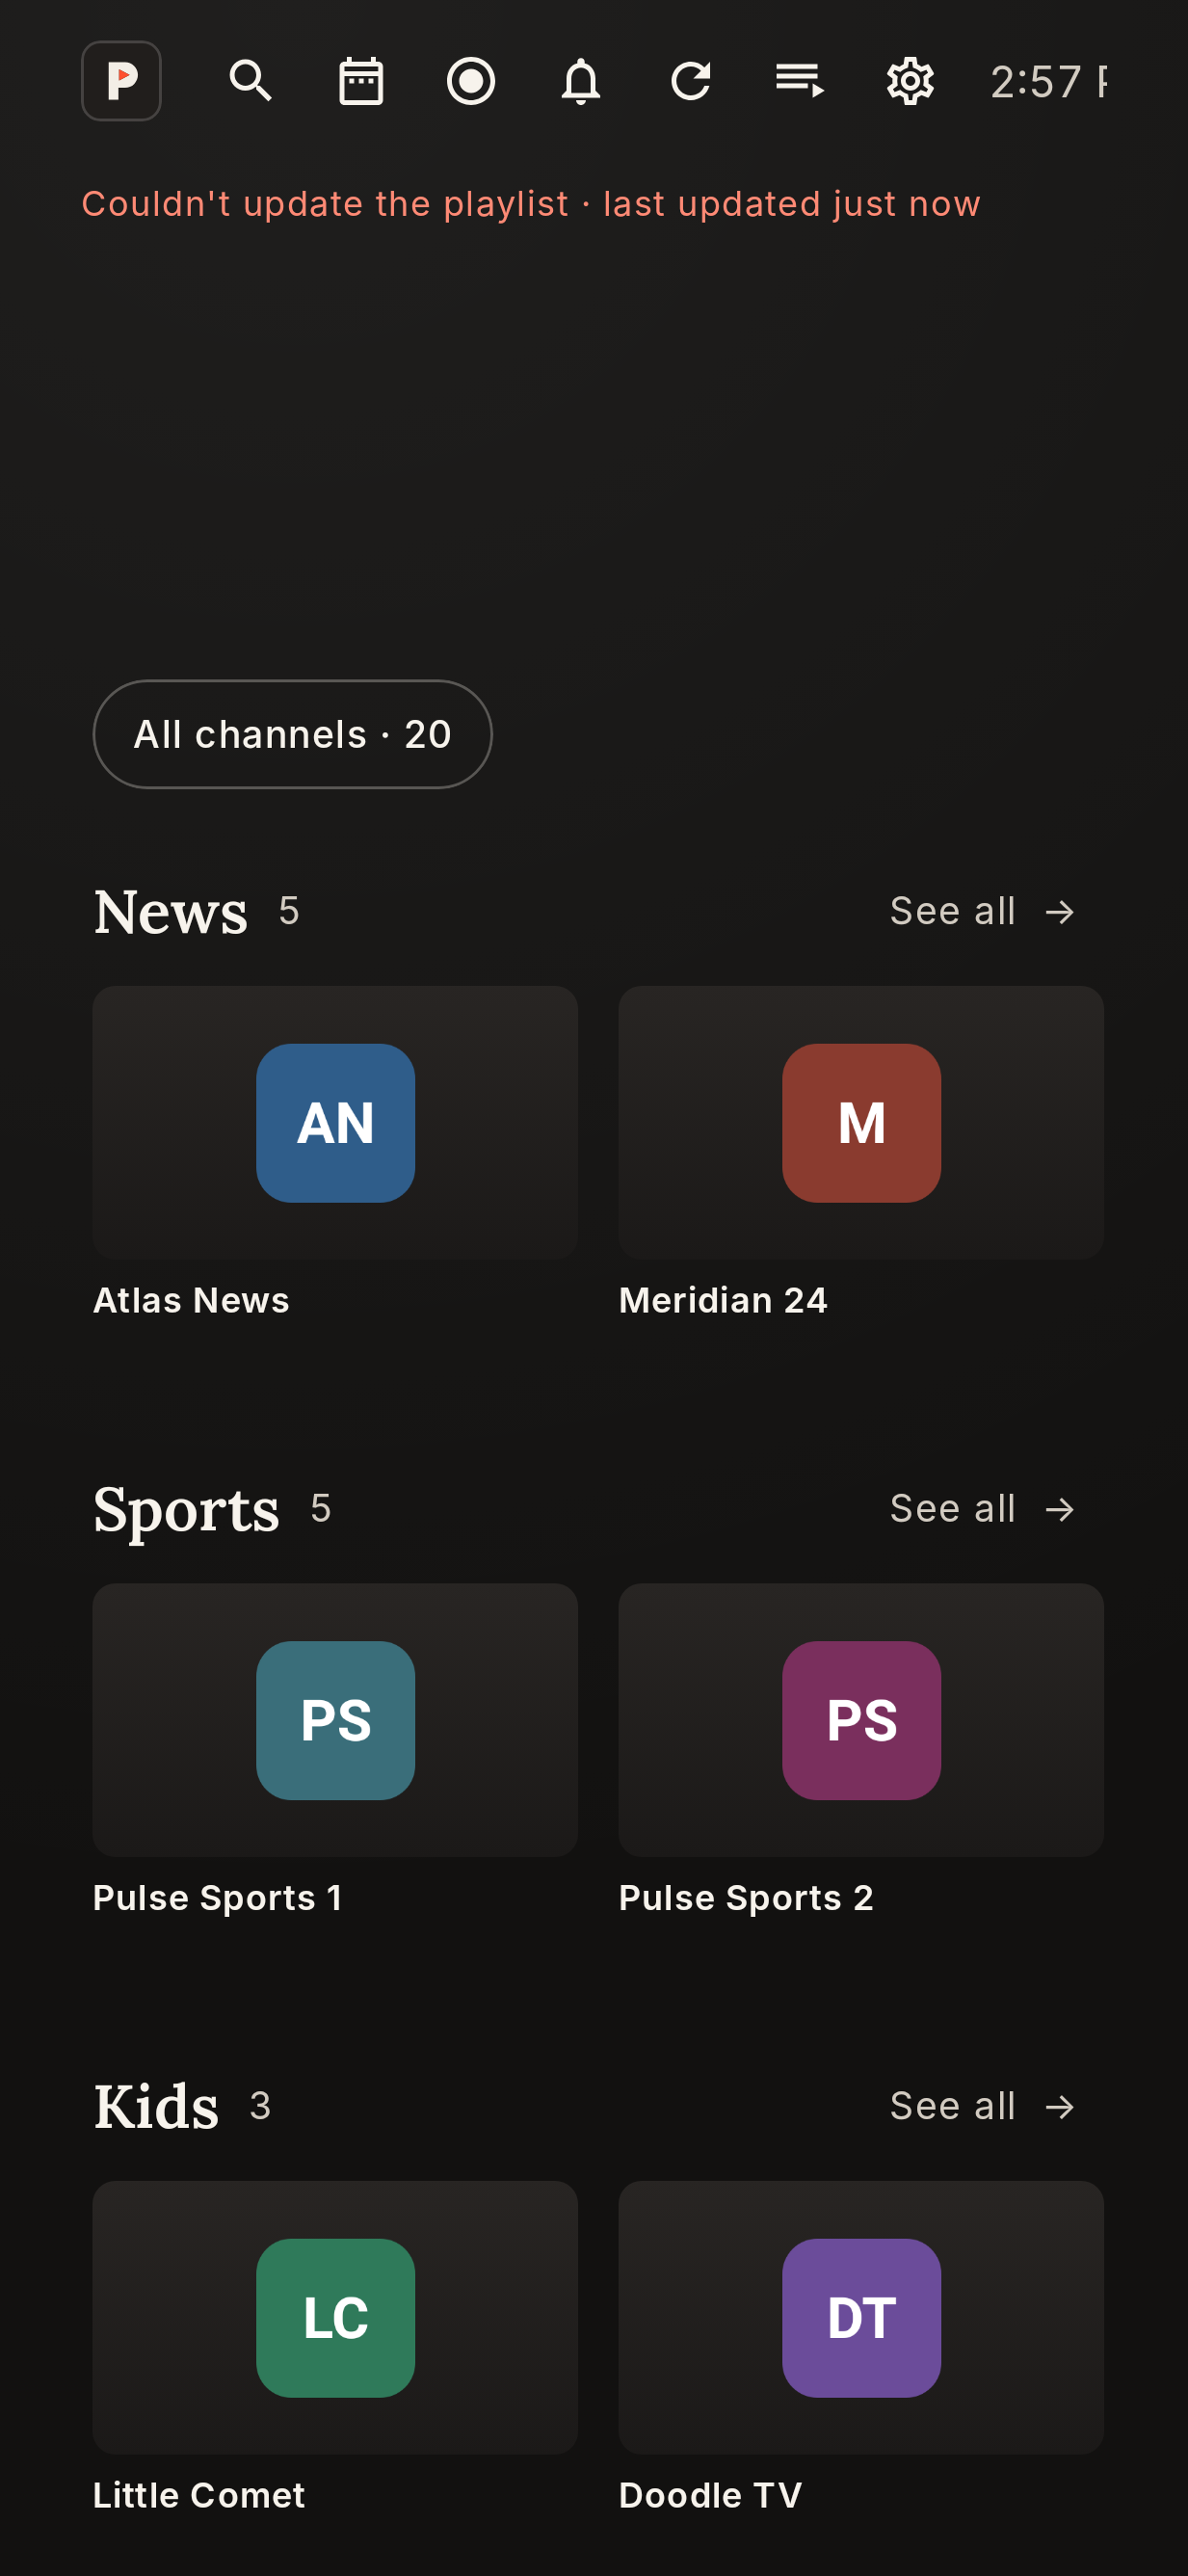 P
2:57
Couldn't update the playlist · last updated just now
All channels · 20
News 5 See all →
AN M
Atlas News Meridian 24
Sports 5 See all →
PS PS
Pulse Sports 1 Pulse Sports 2
Kids 3 See all →
LC DT
Little Comet Doodle TV